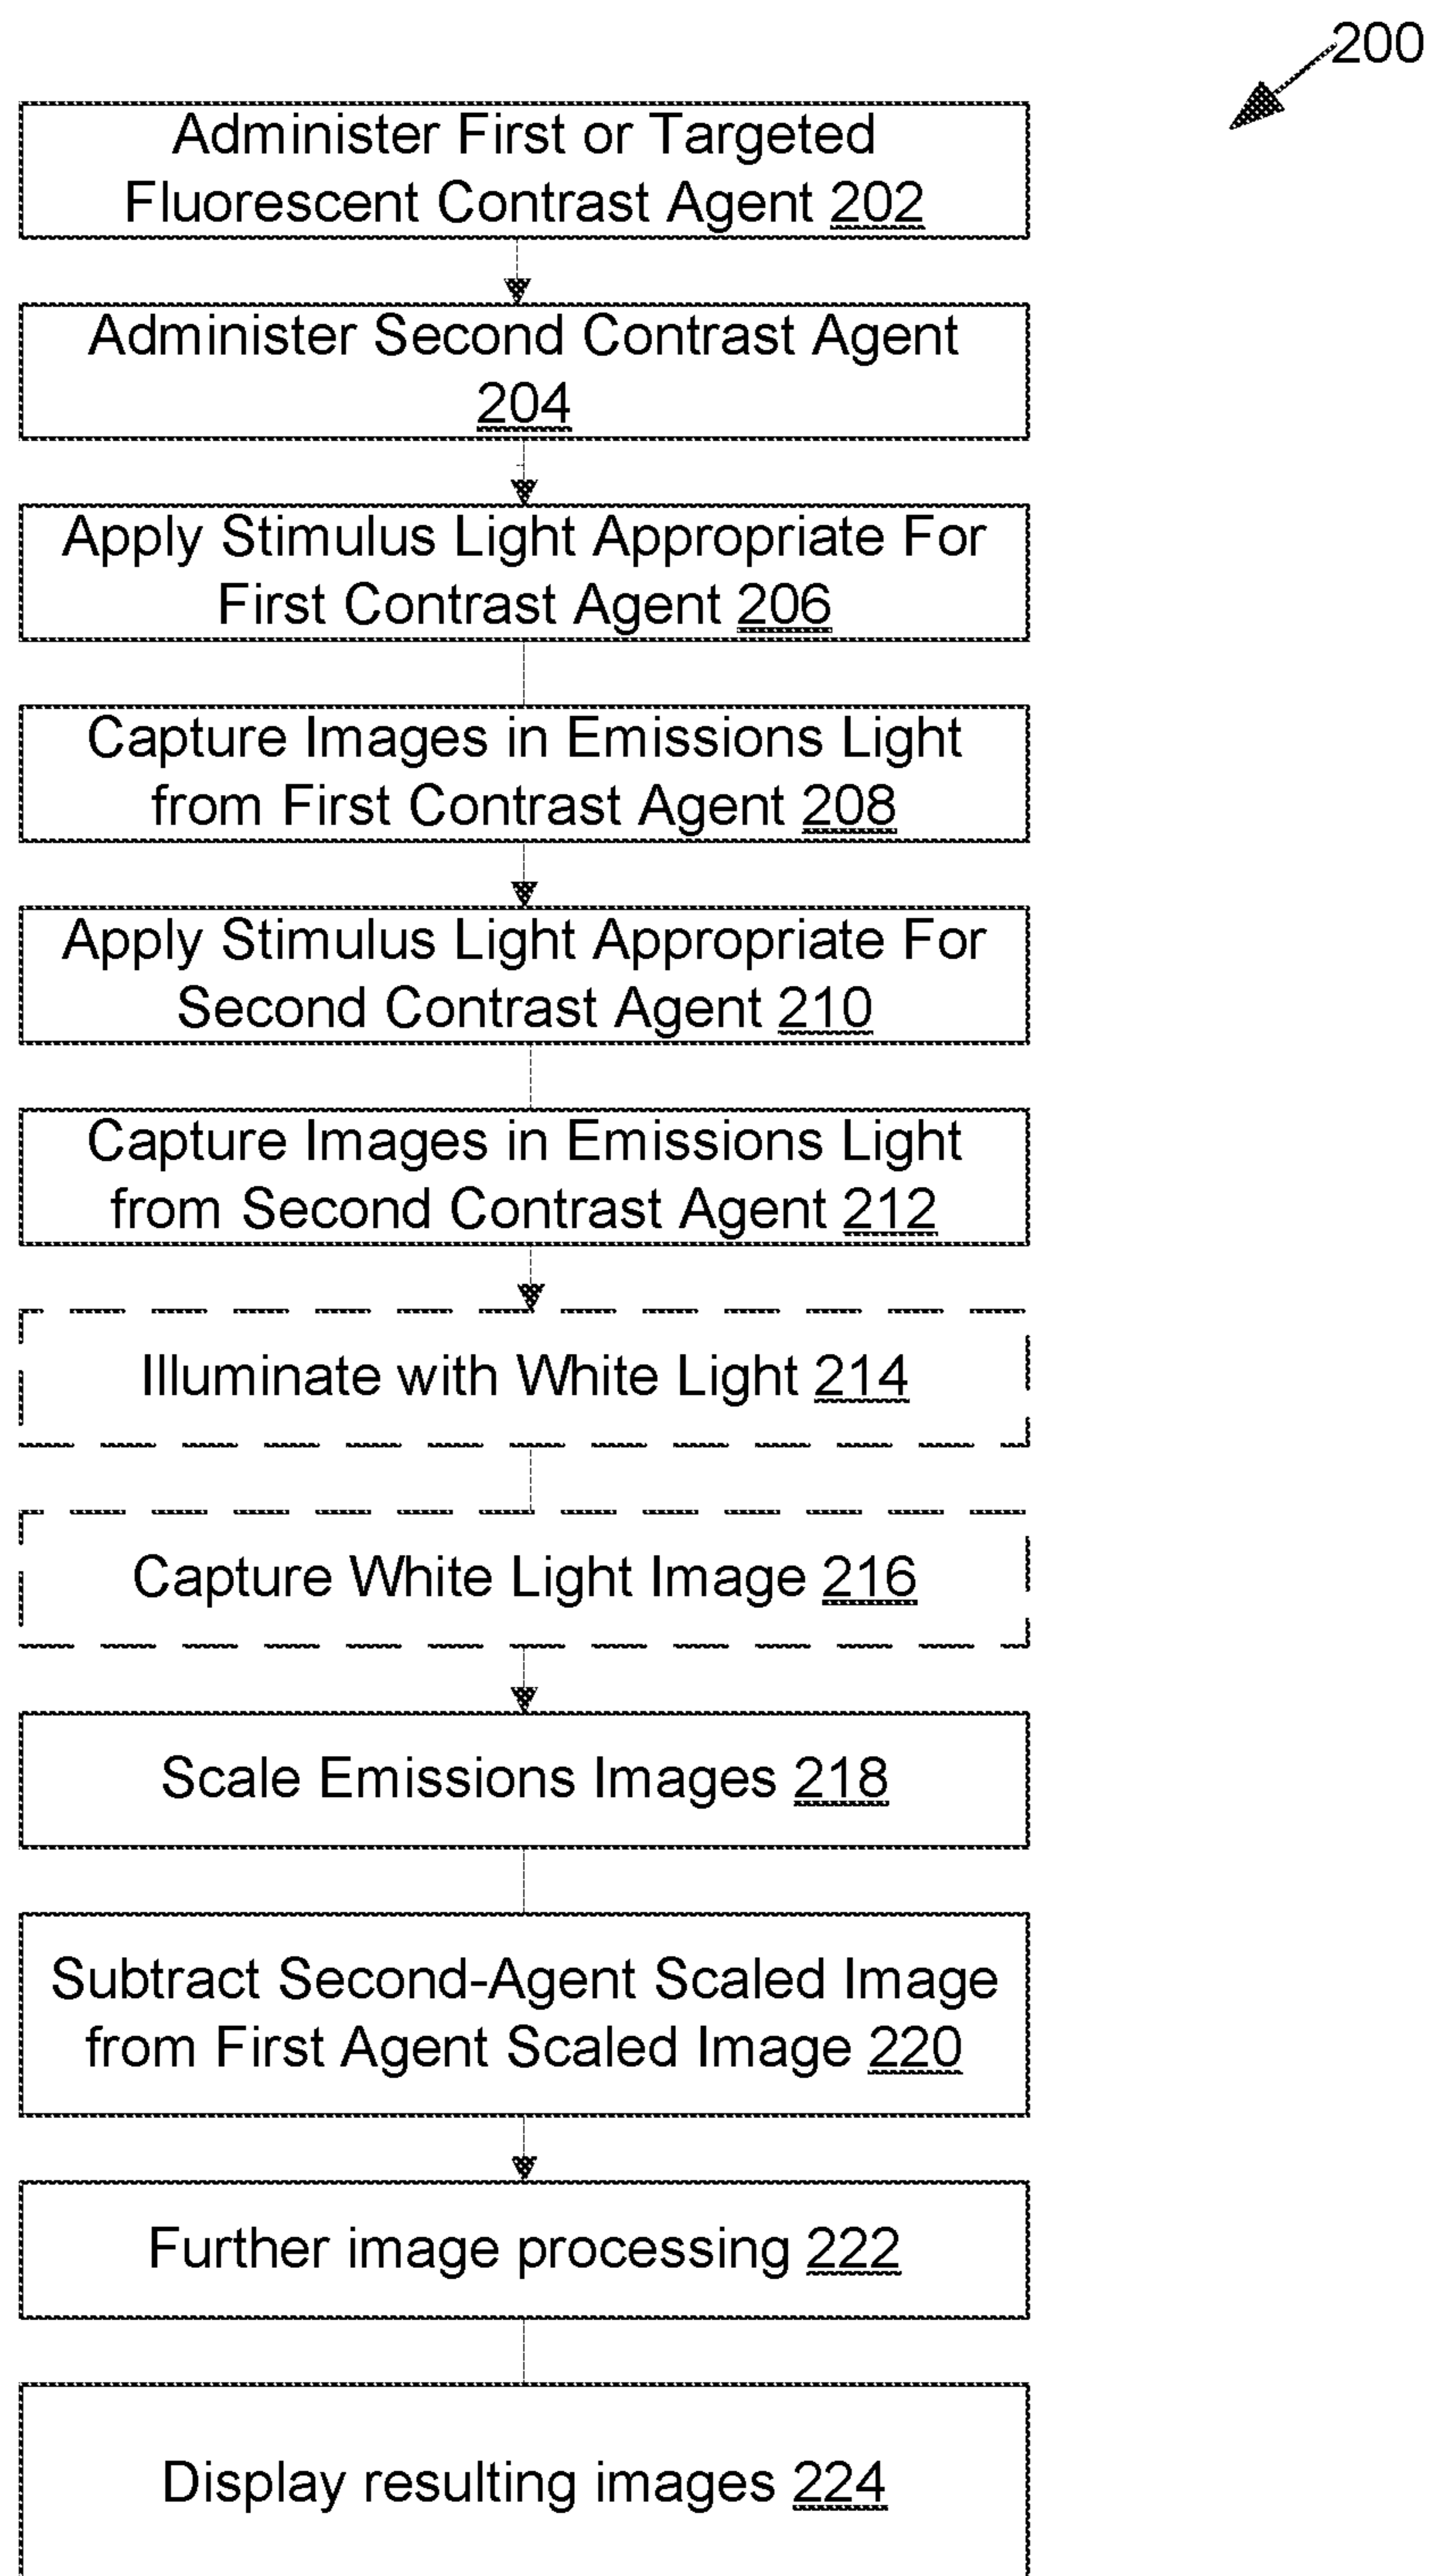 200
Administer First or Targeted
Fluorescent Contrast Agent 202
Administer Second Contrast Agent
204
Apply Stimulus Light Appropriate For
First Contrast Agent 206
Capture Images in Emissions Light
from First Contrast Agent 208
Apply Stimulus Light Appropriate For
Second Contrast Agent 210
Capture Images in Emissions Light
from Second Contrast Agent 212
Illuminate with White Light 214
Capture White Light Image 216
Scale Emissions Images 218
Subtract Second-Agent Scaled Image
from First Agent Scaled Image 220
Further image processing 222
Display resulting images 224